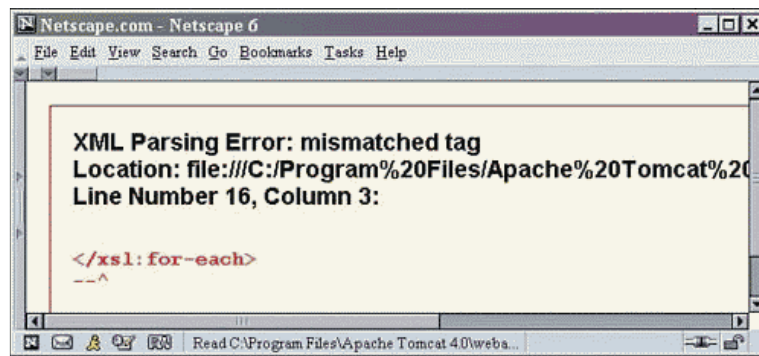 Netscape.com - Netscape 6
File Edit View Search Go Bookmarks Tasks Help
XML Parsing Error: mismatched tag
Location: file:///C:/Program%20Files/Apache%20Tomcat%20
Line Number 16, Column 3:
</xsl:for-each>
--^
Read C:\Program Files\Apache Tomcat 4.0\weba...